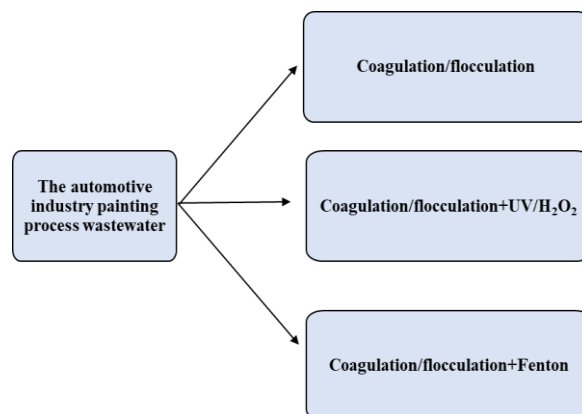 Coagulation/flocculation
The automotive
industry painting
process wastewater
Coagulation/flocculation+UV/H₂O₂
Coagulation/flocculation+Fenton